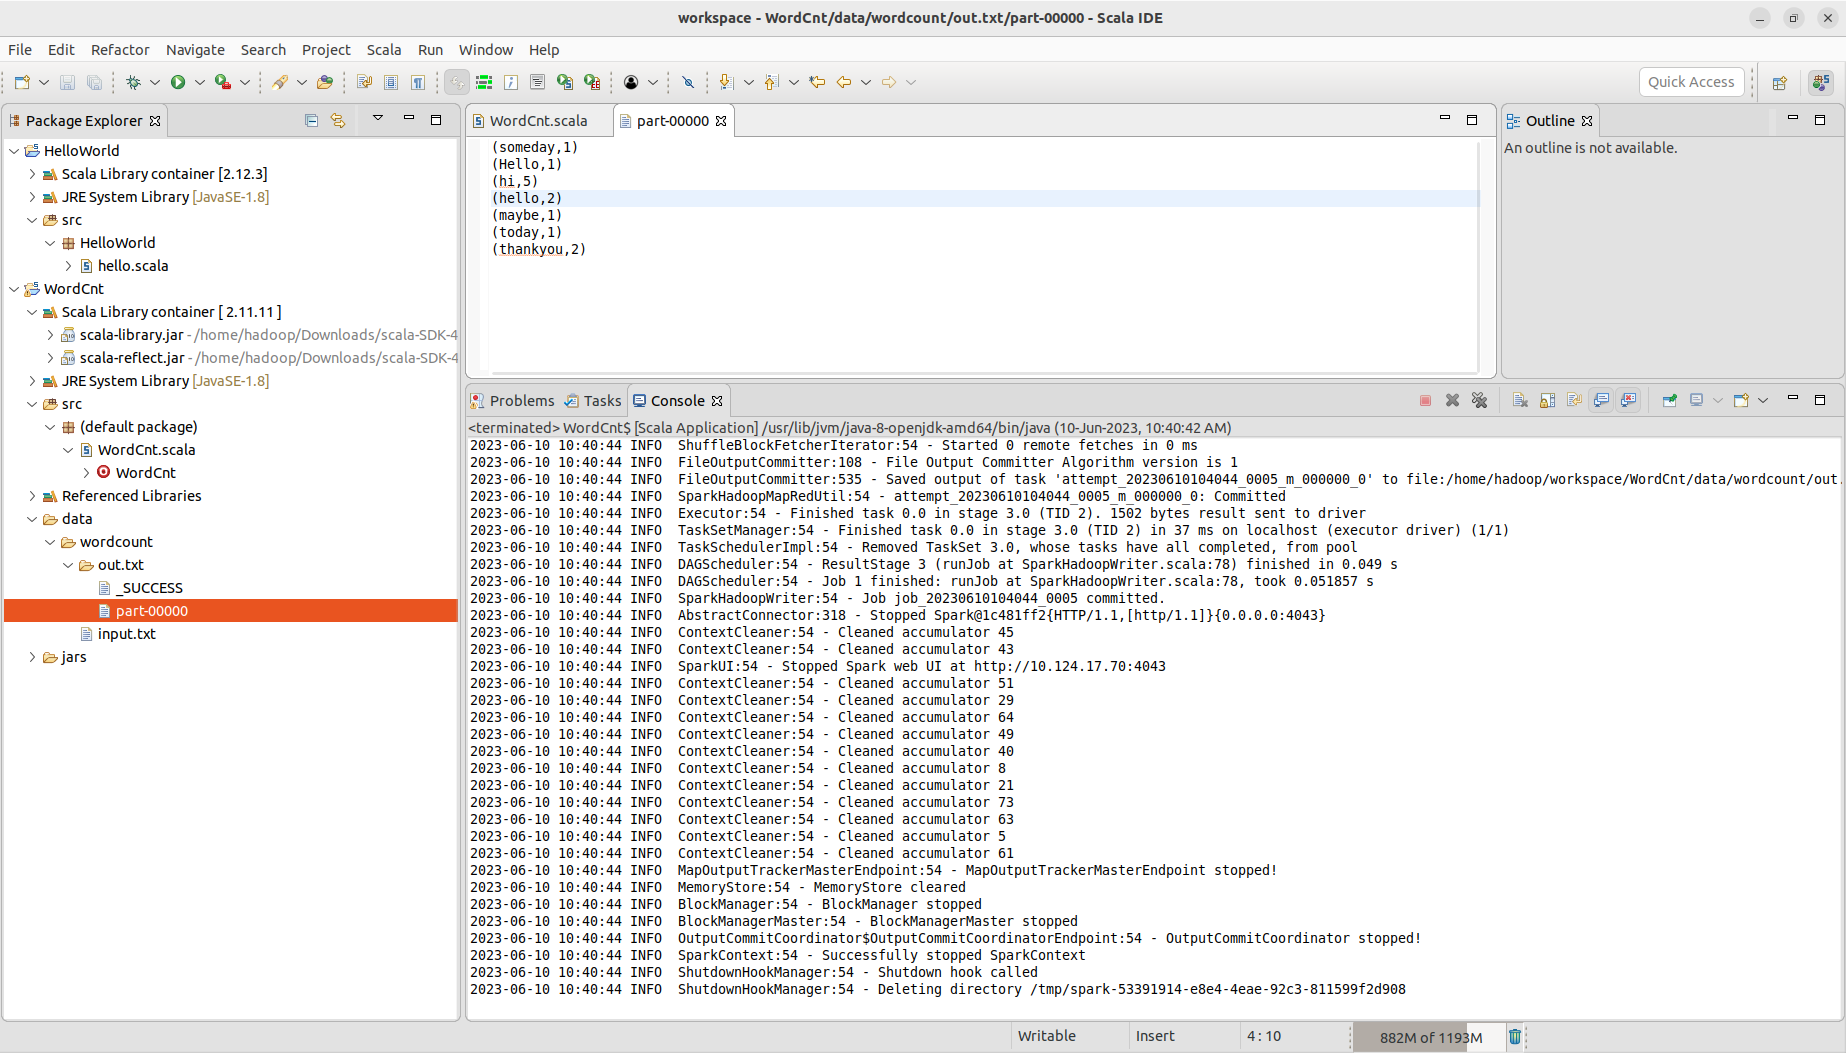 workspace - WordCnt/data/wordcount/out.txt/part-00000 - Scala IDE
File Edit Refactor Navigate Search Project Scala Run Window Help
Quick Access
Package Explorer
HelloWorld
Scala Library container [2.12.3]
JRE System Library [JavaSE-1.8]
src
HelloWorld
hello.scala
WordCnt
Scala Library container [ 2.11.11 ]
scala-library.jar - /home/hadoop/Downloads/scala-SDK-4
scala-reflect.jar - /home/hadoop/Downloads/scala-SDK-4
JRE System Library [JavaSE-1.8]
src
(default package)
WordCnt.scala
WordCnt
Referenced Libraries
data
wordcount
out.txt
_SUCCESS
part-00000
input.txt
jars
WordCnt.scala part-00000
(someday,1)
(Hello,1)
(hi,5)
(hello,2)
(maybe,1)
(today,1)
(thankyou,2)
Outline
An outline is not available.
Problems Tasks Console
<terminated> WordCnt$ [Scala Application] /usr/lib/jvm/java-8-openjdk-amd64/bin/java (10-Jun-2023, 10:40:42 AM)
2023-06-10 10:40:44 INFO  ShuffleBlockFetcherIterator:54 - Started 0 remote fetches in 0 ms
2023-06-10 10:40:44 INFO  FileOutputCommitter:108 - File Output Committer Algorithm version is 1
2023-06-10 10:40:44 INFO  FileOutputCommitter:535 - Saved output of task 'attempt_20230610104044_0005_m_000000_0' to file:/home/hadoop/workspace/WordCnt/data/wordcount/out.
2023-06-10 10:40:44 INFO  SparkHadoopMapRedUtil:54 - attempt_20230610104044_0005_m_000000_0: Committed
2023-06-10 10:40:44 INFO  Executor:54 - Finished task 0.0 in stage 3.0 (TID 2). 1502 bytes result sent to driver
2023-06-10 10:40:44 INFO  TaskSetManager:54 - Finished task 0.0 in stage 3.0 (TID 2) in 37 ms on localhost (executor driver) (1/1)
2023-06-10 10:40:44 INFO  TaskSchedulerImpl:54 - Removed TaskSet 3.0, whose tasks have all completed, from pool
2023-06-10 10:40:44 INFO  DAGScheduler:54 - ResultStage 3 (runJob at SparkHadoopWriter.scala:78) finished in 0.049 s
2023-06-10 10:40:44 INFO  DAGScheduler:54 - Job 1 finished: runJob at SparkHadoopWriter.scala:78, took 0.051857 s
2023-06-10 10:40:44 INFO  SparkHadoopWriter:54 - Job job_20230610104044_0005 committed.
2023-06-10 10:40:44 INFO  AbstractConnector:318 - Stopped Spark@1c481ff2{HTTP/1.1,[http/1.1]}{0.0.0.0:4043}
2023-06-10 10:40:44 INFO  ContextCleaner:54 - Cleaned accumulator 45
2023-06-10 10:40:44 INFO  ContextCleaner:54 - Cleaned accumulator 43
2023-06-10 10:40:44 INFO  SparkUI:54 - Stopped Spark web UI at http://10.124.17.70:4043
2023-06-10 10:40:44 INFO  ContextCleaner:54 - Cleaned accumulator 51
2023-06-10 10:40:44 INFO  ContextCleaner:54 - Cleaned accumulator 29
2023-06-10 10:40:44 INFO  ContextCleaner:54 - Cleaned accumulator 64
2023-06-10 10:40:44 INFO  ContextCleaner:54 - Cleaned accumulator 49
2023-06-10 10:40:44 INFO  ContextCleaner:54 - Cleaned accumulator 40
2023-06-10 10:40:44 INFO  ContextCleaner:54 - Cleaned accumulator 8
2023-06-10 10:40:44 INFO  ContextCleaner:54 - Cleaned accumulator 21
2023-06-10 10:40:44 INFO  ContextCleaner:54 - Cleaned accumulator 73
2023-06-10 10:40:44 INFO  ContextCleaner:54 - Cleaned accumulator 63
2023-06-10 10:40:44 INFO  ContextCleaner:54 - Cleaned accumulator 5
2023-06-10 10:40:44 INFO  ContextCleaner:54 - Cleaned accumulator 61
2023-06-10 10:40:44 INFO  MapOutputTrackerMasterEndpoint:54 - MapOutputTrackerMasterEndpoint stopped!
2023-06-10 10:40:44 INFO  MemoryStore:54 - MemoryStore cleared
2023-06-10 10:40:44 INFO  BlockManager:54 - BlockManager stopped
2023-06-10 10:40:44 INFO  BlockManagerMaster:54 - BlockManagerMaster stopped
2023-06-10 10:40:44 INFO  OutputCommitCoordinator$OutputCommitCoordinatorEndpoint:54 - OutputCommitCoordinator stopped!
2023-06-10 10:40:44 INFO  SparkContext:54 - Successfully stopped SparkContext
2023-06-10 10:40:44 INFO  ShutdownHookManager:54 - Shutdown hook called
2023-06-10 10:40:44 INFO  ShutdownHookManager:54 - Deleting directory /tmp/spark-53391914-e8e4-4eae-92c3-811599f2d908
Writable Insert 4 : 10 882M of 1193M